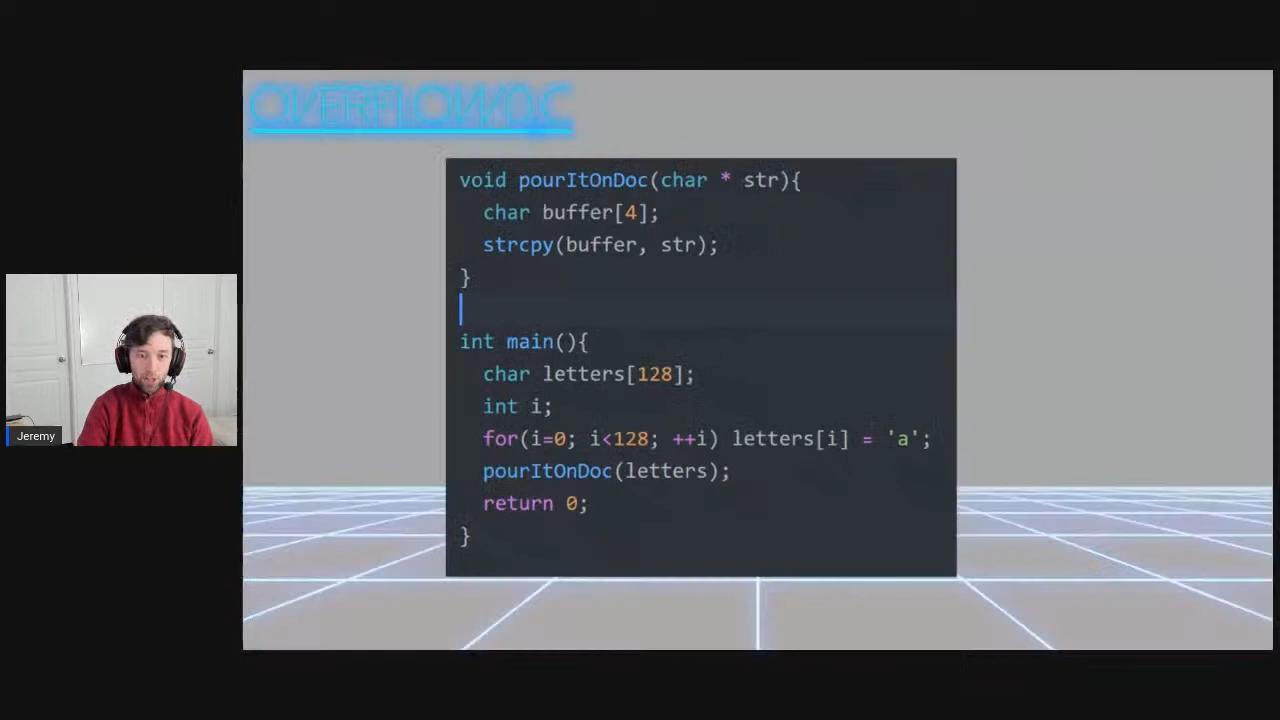 OVERFLOW.C
void pourItOnDoc(char * str){
char buffer[4];
strcpy(buffer, str);
}
int main(){
char letters[128];
int i;
for(i=0; i<128; ++i) letters[i] = 'a';
pourItOnDoc(letters);
return 0;
}
Jeremy